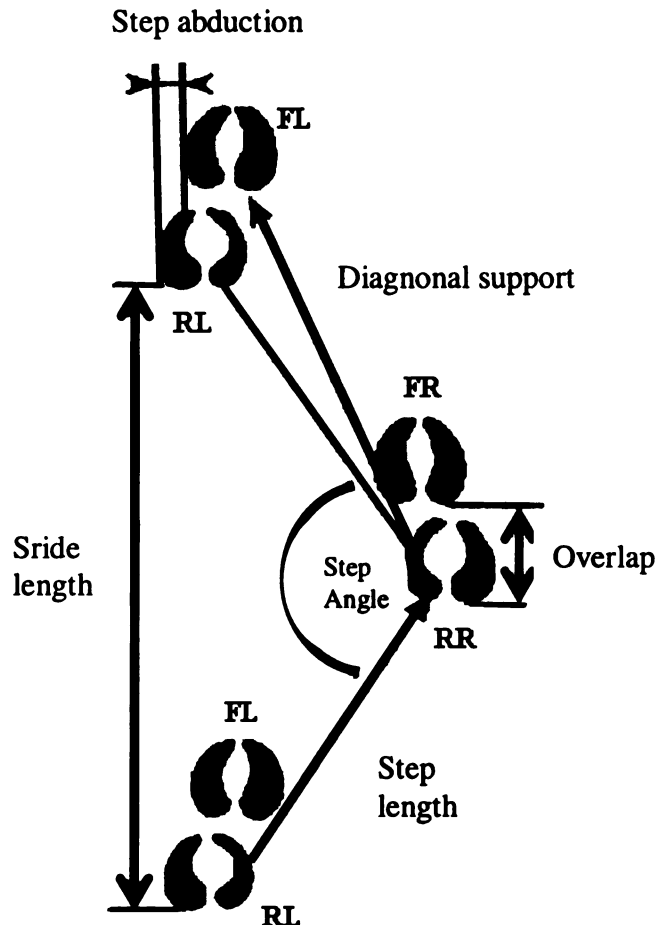 Step abduction
FL
Diagnonal support
RL
FR
Sride
length
Step
Angle
Overlap
RR
FL
Step
length
RL